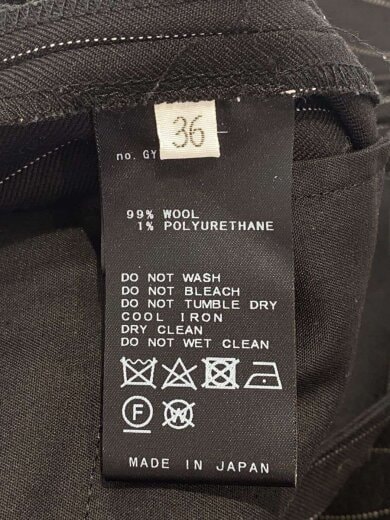 36
no. GY
99% WOOL
1% POLYURETHANE
DO NOT WASH
DO NOT BLEACH
DO NOT TUMBLE DRY
COOL IRON
DRY CLEAN
DO NOT WET CLEAN
F W
MADE IN JAPAN